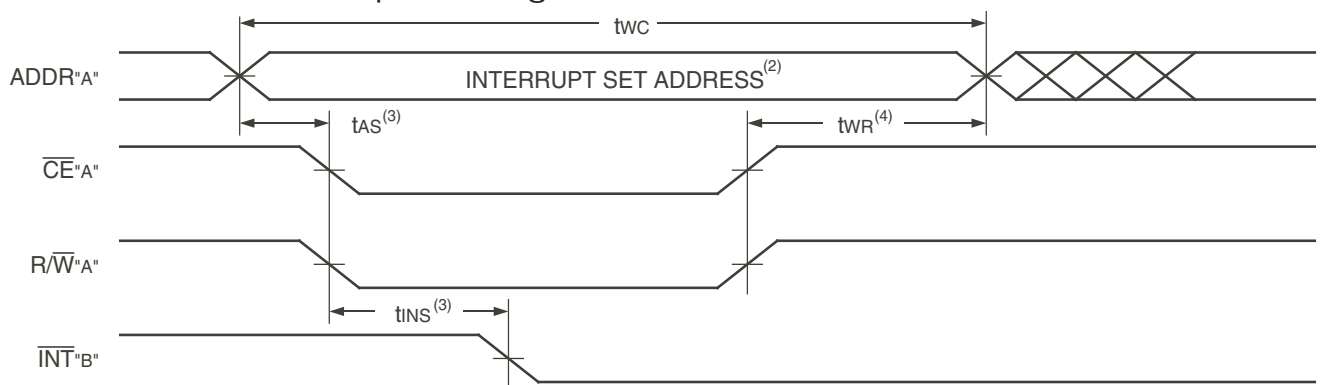 tWC
ADDR"A"
INTERRUPT SET ADDRESS(2)
tAS(3)
tWR(4)
CE"A"
R/W"A"
tINS(3)
INT"B"